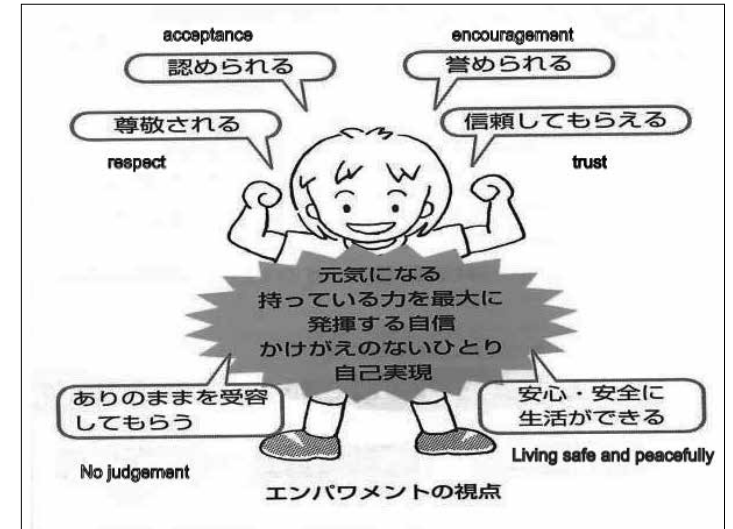 acceptance
encouragement
認められる
誉められる
尊敬される
信頼してもらえる
respect
trust
元気になる
持っている力を最大に
発揮する自信
かけがえのないひとり
自己実現
ありのままを受容
してもらう
安心・安全に
生活ができる
No judgement
Living safe and peacefully
エンパワメントの視点